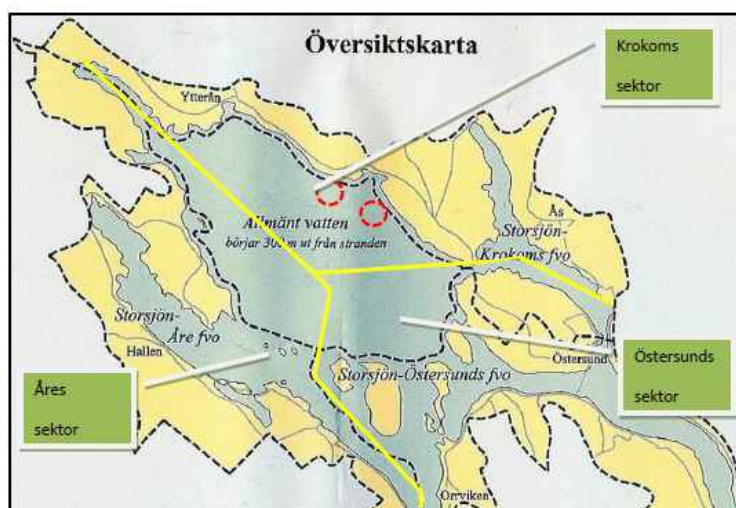 Översiktskarta
Krokoms
sektor
Ytterån
Allmänt vatten
börjar 300m ut från stranden
Ås
Storsjön-
Krokoms fvo
Storsjön-
Åre fvo
Hallen
Storsjön-Östersunds fvo
Östersund
Östersunds
sektor
Åres
sektor
Orrviken